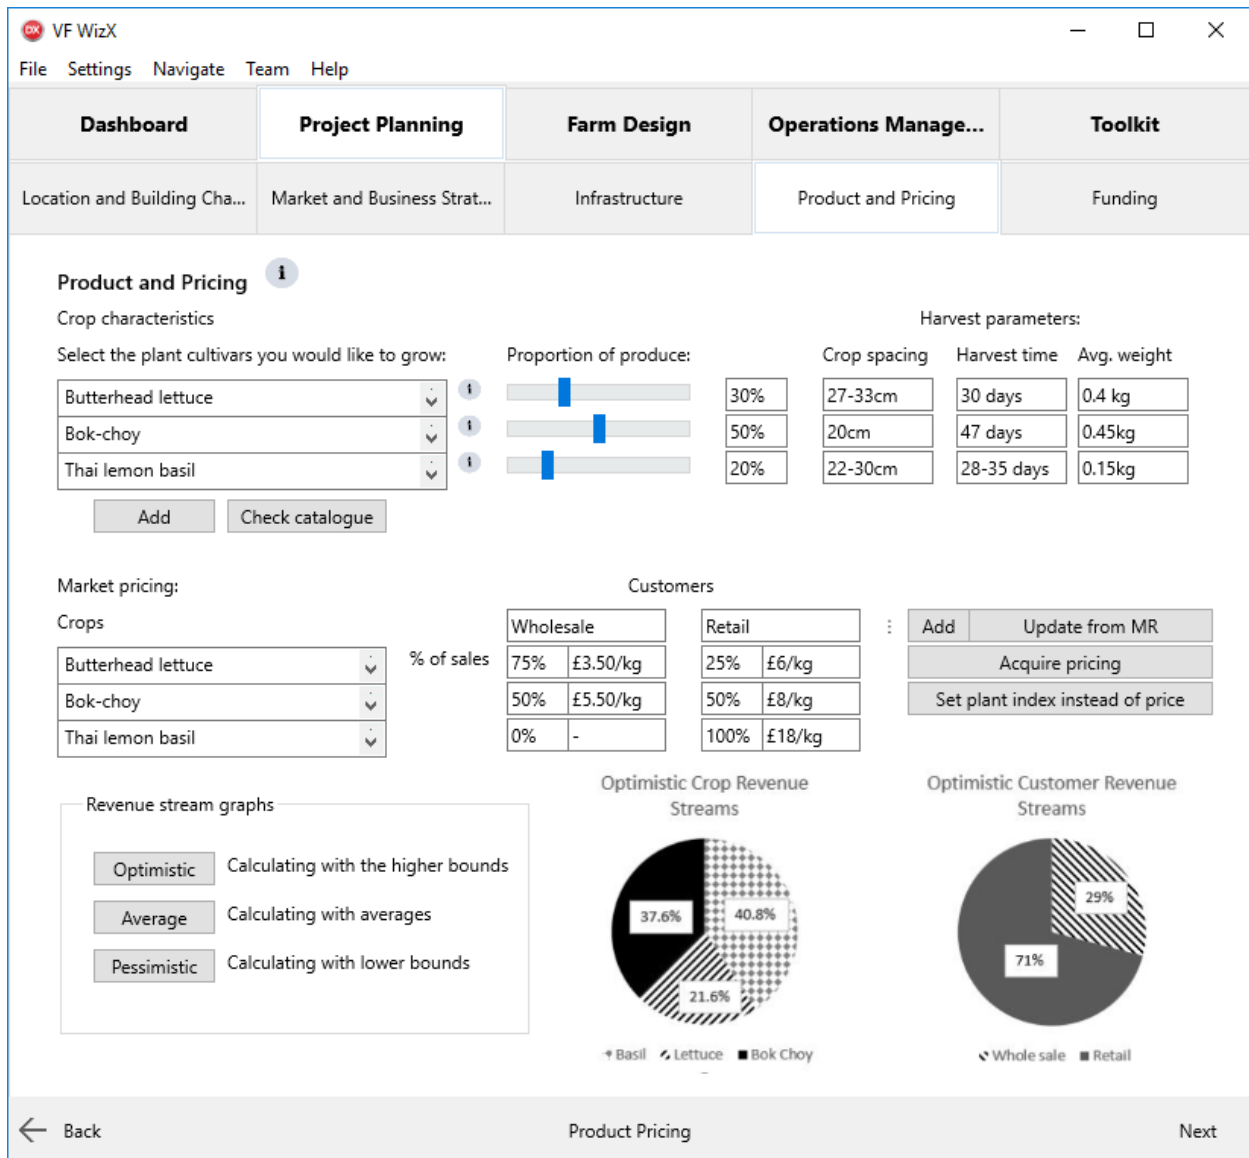 VF WizX
File Settings Navigate Team Help
Dashboard Project Planning Farm Design Operations Manage... Toolkit
Location and Building Cha... Market and Business Strat... Infrastructure Product and Pricing Funding
Product and Pricing i
Crop characteristics Harvest parameters:
Select the plant cultivars you would like to grow: Proportion of produce: Crop spacing Harvest time Avg. weight
Butterhead lettuce i 30% 27-33cm 30 days 0.4 kg
Bok-choy i 50% 20cm 47 days 0.45kg
Thai lemon basil i 20% 22-30cm 28-35 days 0.15kg
Add Check catalogue
Market pricing: Customers
Crops Wholesale Retail Add Update from MR
Butterhead lettuce % of sales 75% £3.50/kg 25% £6/kg Acquire pricing
Bok-choy 50% £5.50/kg 50% £8/kg Set plant index instead of price
Thai lemon basil 0% - 100% £18/kg
Revenue stream graphs
Optimistic Calculating with the higher bounds
Average Calculating with averages
Pessimistic Calculating with lower bounds
Optimistic Crop Revenue
Streams
37.6% 40.8%
21.6%
Basil Lettuce Bok Choy
Optimistic Customer Revenue
Streams
29%
71%
Whole sale Retail
Back Product Pricing Next